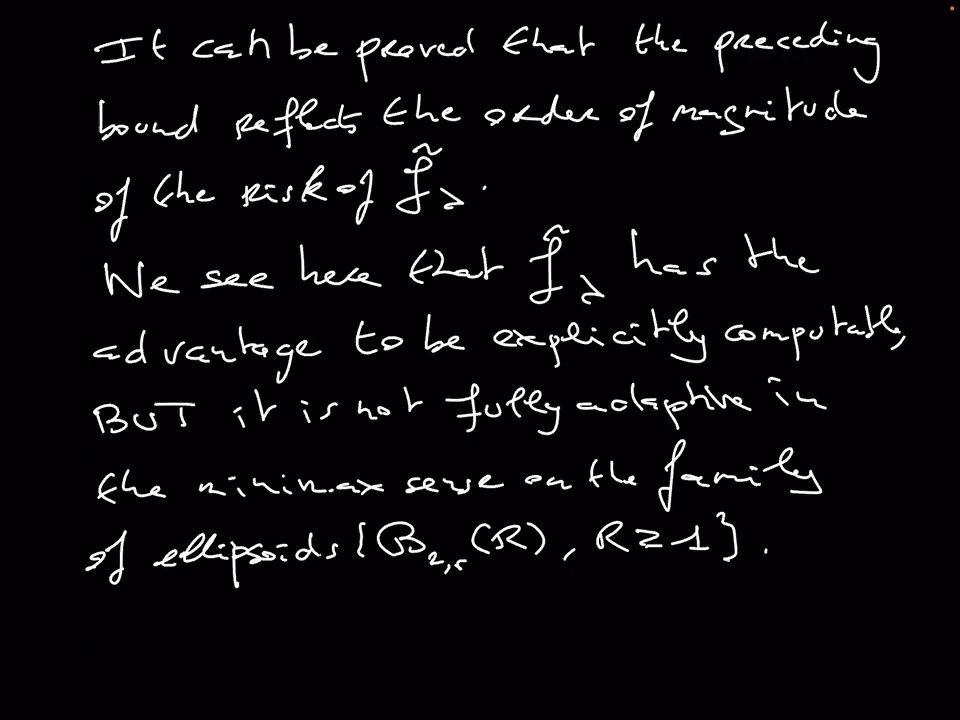 It can be proved that the preceding
bound reflects the order of magnitude
of the risk of f̂_λ.
We see here that f̂_λ has the
advantage to be explicitly computable,
BUT it is not fully adaptive in
the minimax sense on the family
of ellipsoids {B_{2,r}(R), R ≥ 1}.